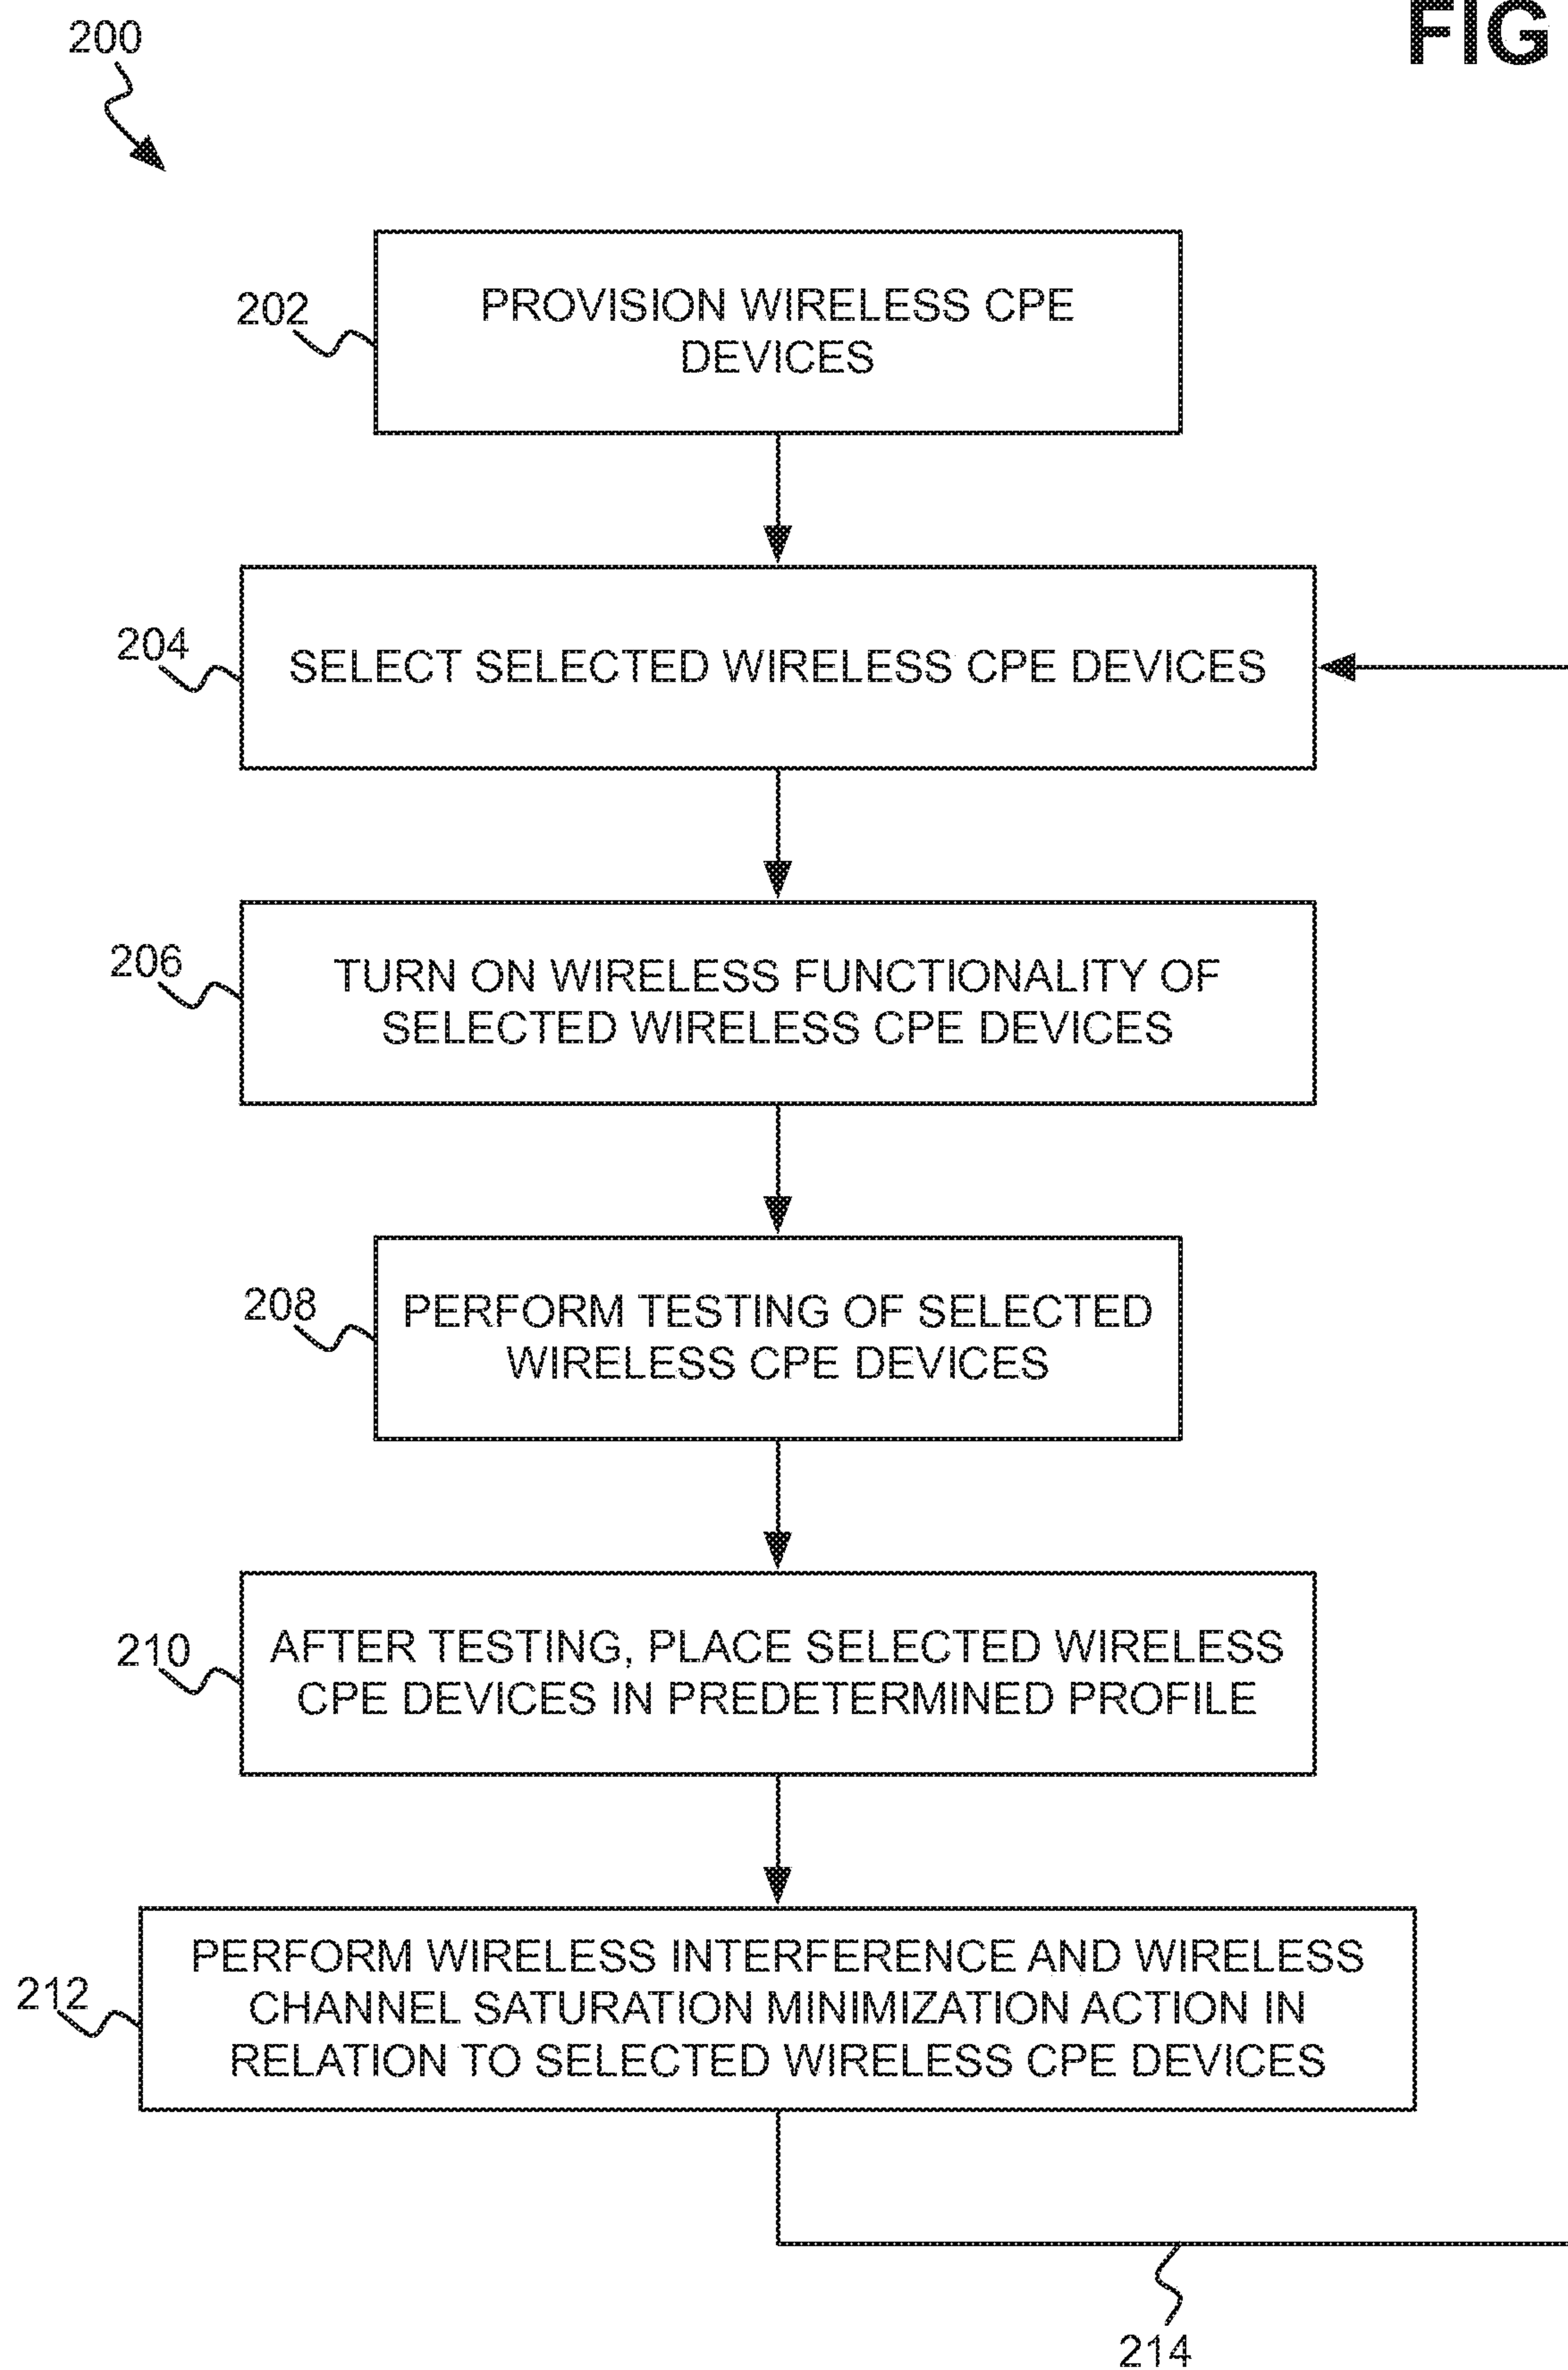 FIG
200
202
PROVISION WIRELESS CPE
DEVICES
204
SELECT SELECTED WIRELESS CPE DEVICES
206
TURN ON WIRELESS FUNCTIONALITY OF
SELECTED WIRELESS CPE DEVICES
208
PERFORM TESTING OF SELECTED
WIRELESS CPE DEVICES
210
AFTER TESTING, PLACE SELECTED WIRELESS
CPE DEVICES IN PREDETERMINED PROFILE
212
PERFORM WIRELESS INTERFERENCE AND WIRELESS
CHANNEL SATURATION MINIMIZATION ACTION IN
RELATION TO SELECTED WIRELESS CPE DEVICES
214